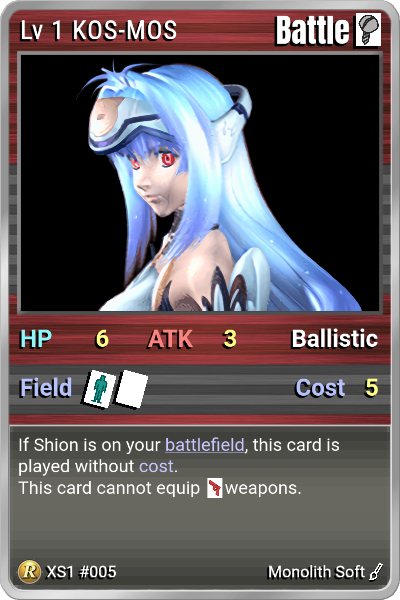 Lv 1 KOS-MOS Battle
HP 6 ATK 3 Ballistic
Field Cost 5
If Shion is on your battlefield, this card is
played without cost.
This card cannot equip weapons.
R XS1 #005 Monolith Soft